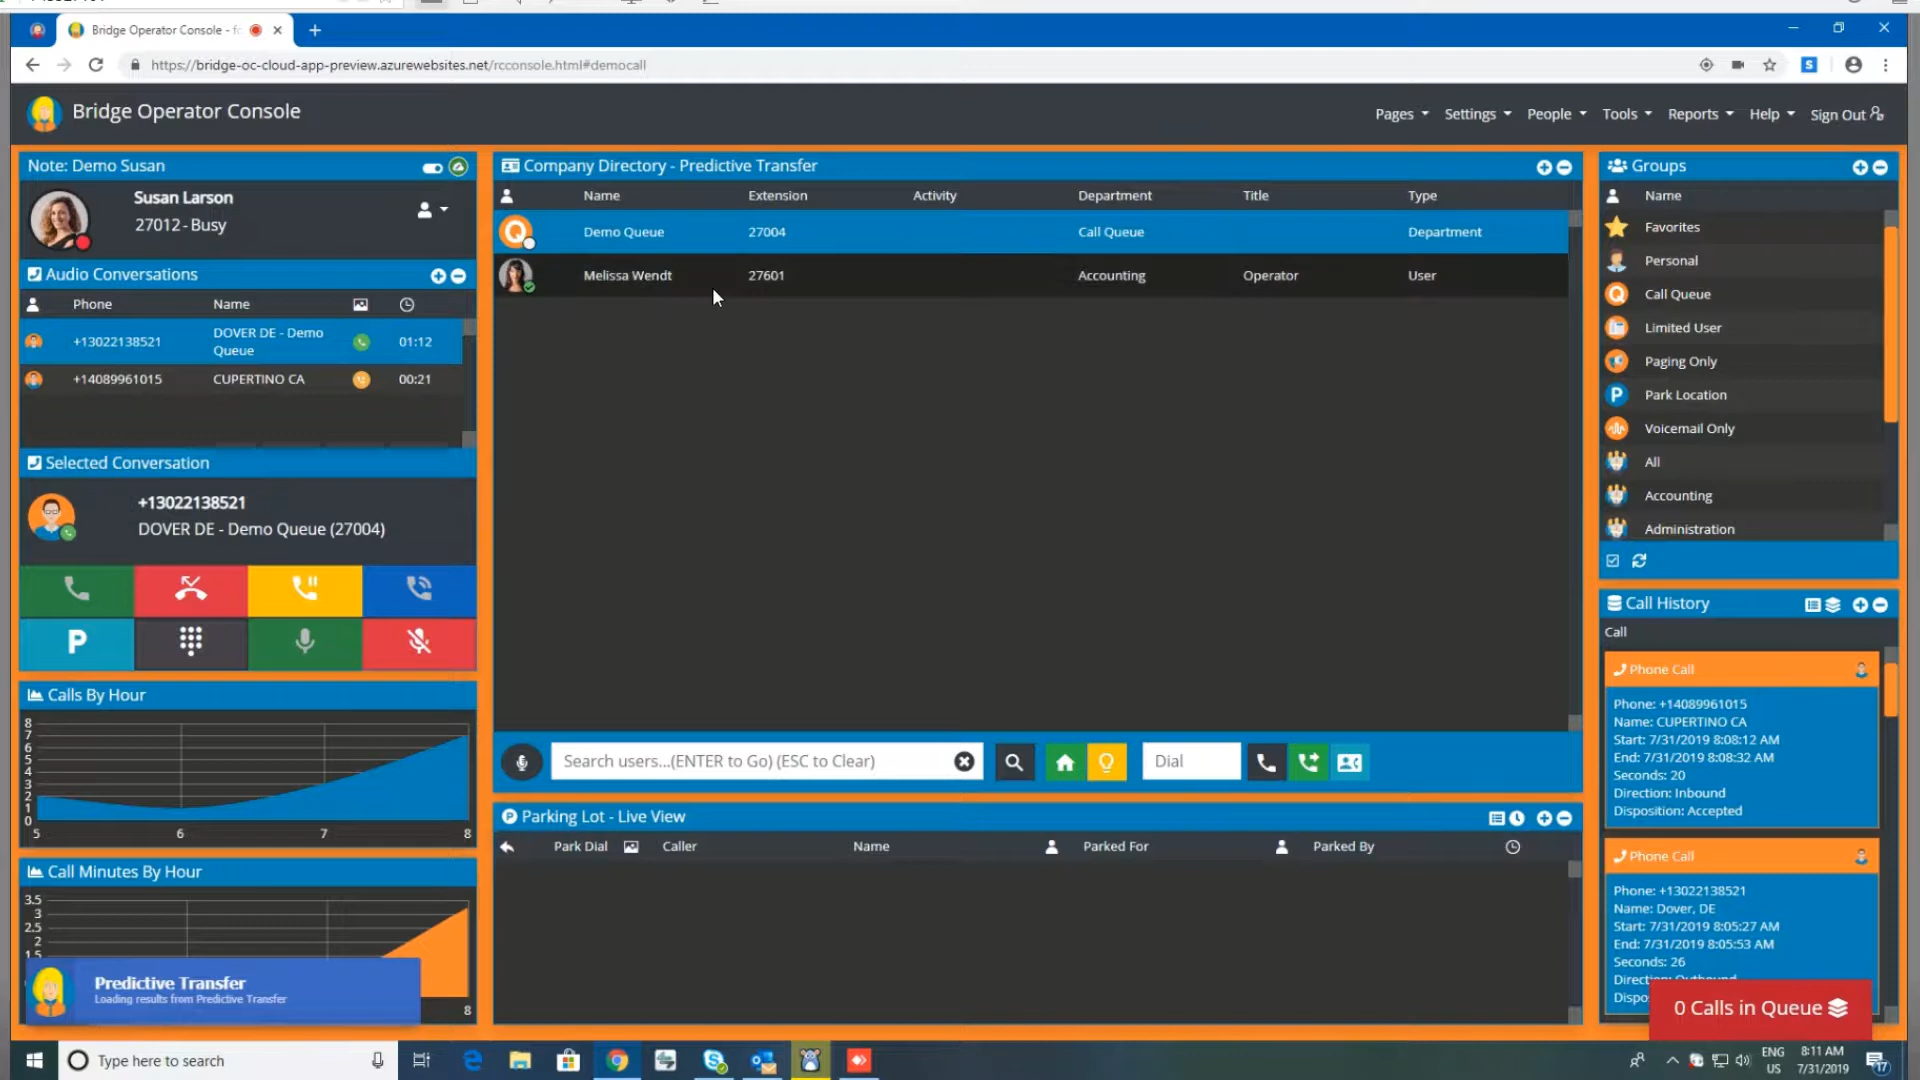 Bridge Operator Console - fo
https://bridge-oc-cloud-app-preview.azurewebsites.net/rcconsole.html#democall
Bridge Operator Console
Pages
Settings
People
Tools
Reports
Help
Sign Out
Note: Demo Susan
Susan Larson
27012 - Busy
Audio Conversations
Phone Name
+13022138521 DOVER DE - Demo Queue 01:12
+14089961015 CUPERTINO CA 00:21
Selected Conversation
+13022138521
DOVER DE - Demo Queue (27004)
P
Calls By Hour
8
7
6
5
4
3
2
1
0
5 6 7 8
Call Minutes By Hour
3.5
3
2.5
2
1.5
8
Predictive Transfer
Loading results from Predictive Transfer
Company Directory - Predictive Transfer
Name Extension Activity Department Title Type
Q Demo Queue 27004 Call Queue Department
Melissa Wendt 27601 Accounting Operator User
Search users...(ENTER to Go) (ESC to Clear)
Dial
P Parking Lot - Live View
Park Dial Caller Name Parked For Parked By
Groups
Name
Favorites
Personal
Q Call Queue
Limited User
Paging Only
P Park Location
Voicemail Only
All
Accounting
Administration
Call History
Call
Phone Call
Phone: +14089961015
Name: CUPERTINO CA
Start: 7/31/2019 8:08:12 AM
End: 7/31/2019 8:08:32 AM
Seconds: 20
Direction: Inbound
Disposition: Accepted
Phone Call
Phone: +13022138521
Name: Dover, DE
Start: 7/31/2019 8:05:27 AM
End: 7/31/2019 8:05:53 AM
Seconds: 26
Direction: Outbound
Dispo
0 Calls in Queue
Type here to search
ENG
US
8:11 AM
7/31/2019
17